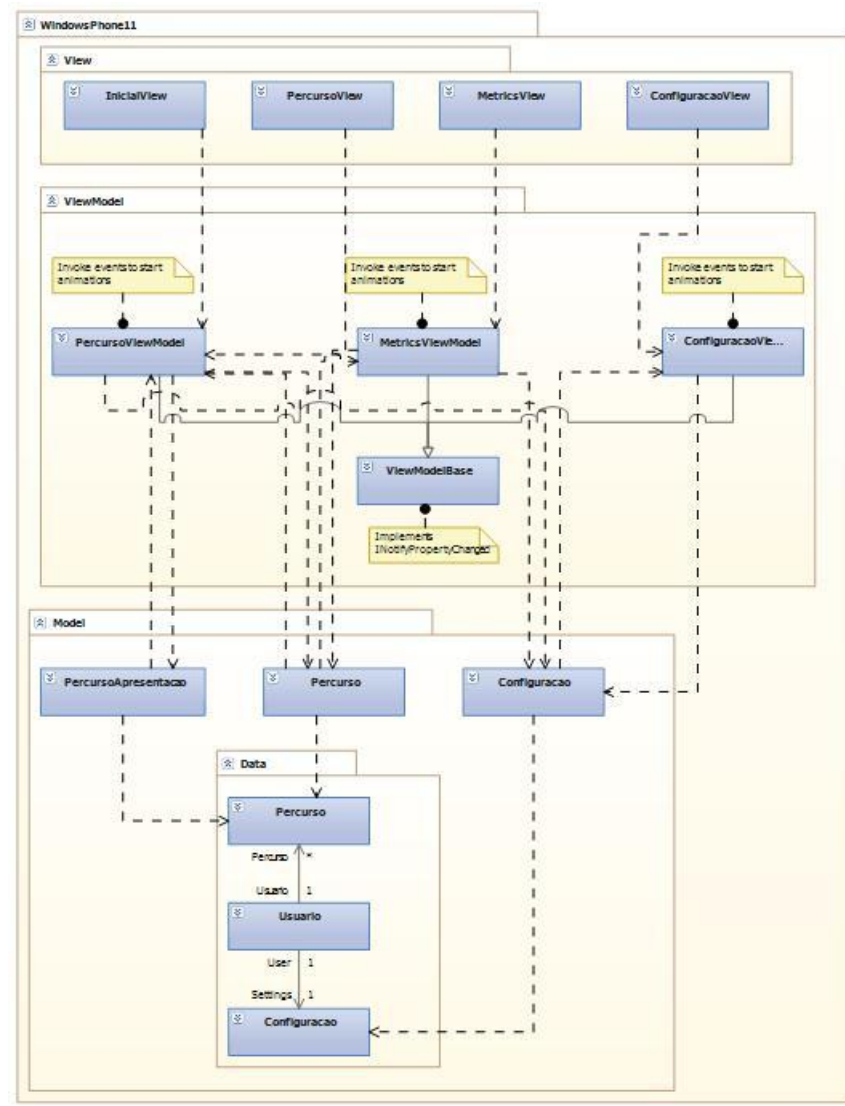 WindowsPhone11
View
InicialView
PercursoView
MetricsView
ConfiguracaoView
ViewModel
Invoke events to start
animations
Invoke events to start
animations
Invoke events to start
animations
PercursoViewModel
MetricsViewModel
ConfiguracaoVie...
ViewModelBase
Implements
INotifyPropertyChanged
Model
PercursoApresentacao
Percurso
Configuracao
Data
Percurso
Percurso *
Usuario 1
Usuario
User 1
Settings 1
Configuracao